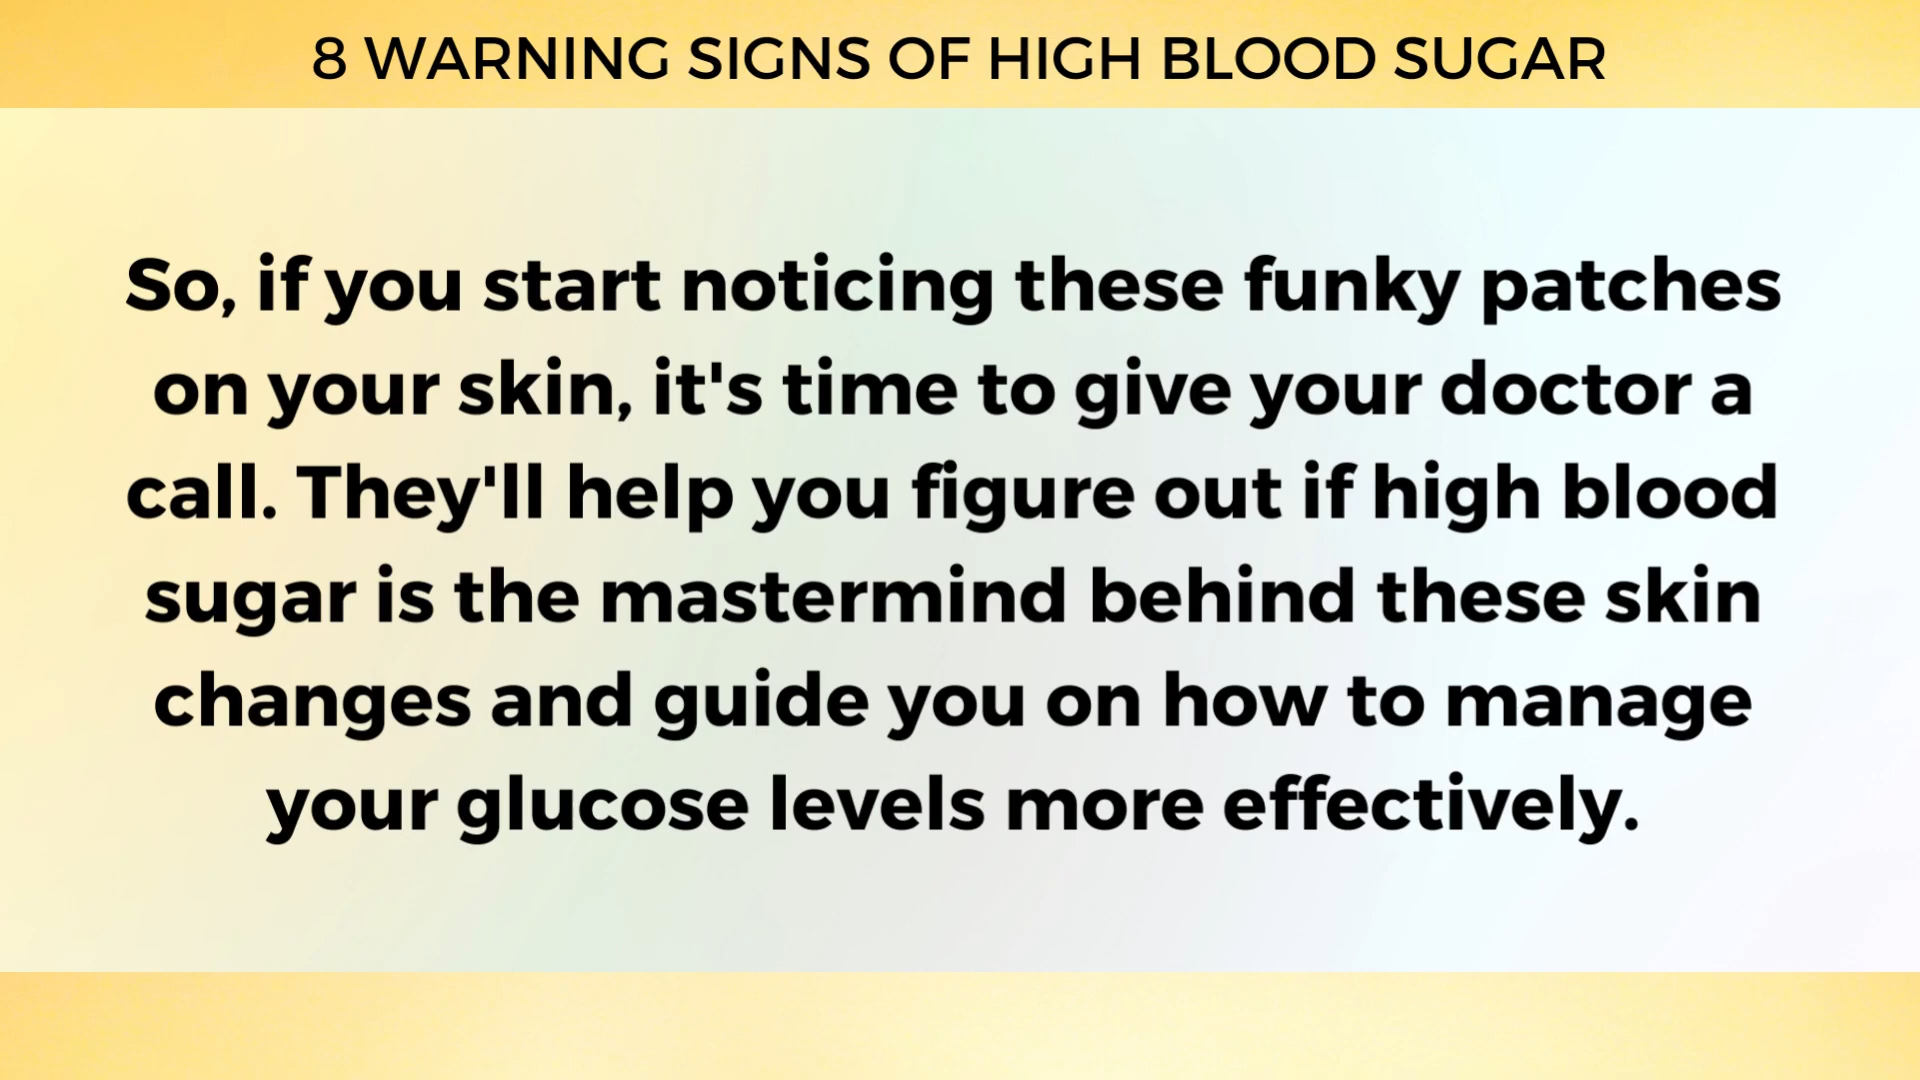 8 WARNING SIGNS OF HIGH BLOOD SUGAR
So, if you start noticing these funky patches
on your skin, it's time to give your doctor a
call. They'll help you figure out if high blood
sugar is the mastermind behind these skin
changes and guide you on how to manage
your glucose levels more effectively.